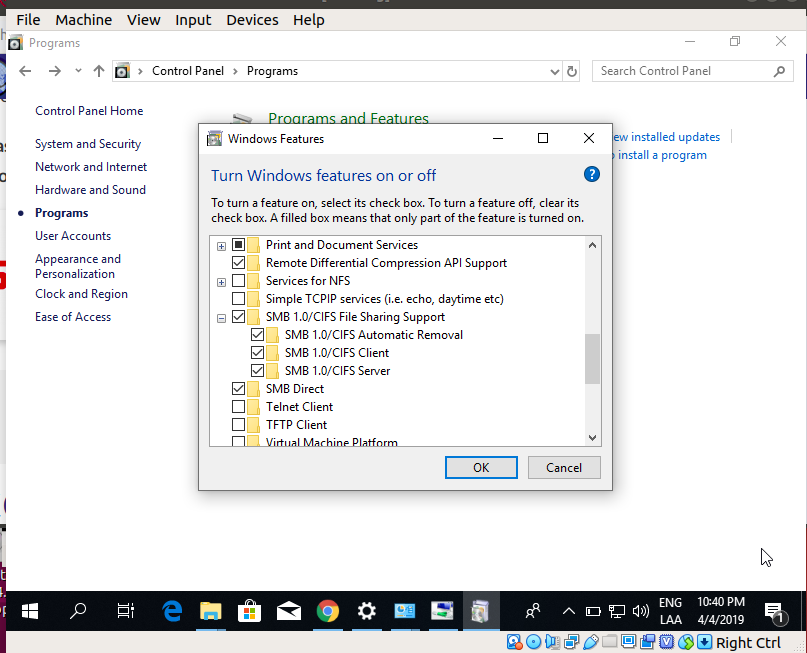 File Machine View Input Devices Help
Programs
Control Panel Programs
Search Control Panel
Control Panel Home
System and Security
Network and Internet
Hardware and Sound
Programs
User Accounts
Appearance and
Personalization
Clock and Region
Ease of Access
Programs and Features
installed updates
install a program
Windows Features
Turn Windows features on or off
?
To turn a feature on, select its check box. To turn a feature off, clear its
check box. A filled box means that only part of the feature is turned on.
Print and Document Services
Remote Differential Compression API Support
Services for NFS
Simple TCPIP services (i.e. echo, daytime etc)
SMB 1.0/CIFS File Sharing Support
SMB 1.0/CIFS Automatic Removal
SMB 1.0/CIFS Client
SMB 1.0/CIFS Server
SMB Direct
Telnet Client
TFTP Client
Virtual Machine Platform
OK Cancel
ENG 10:40 PM
LAA 4/4/2019
1
Right Ctrl